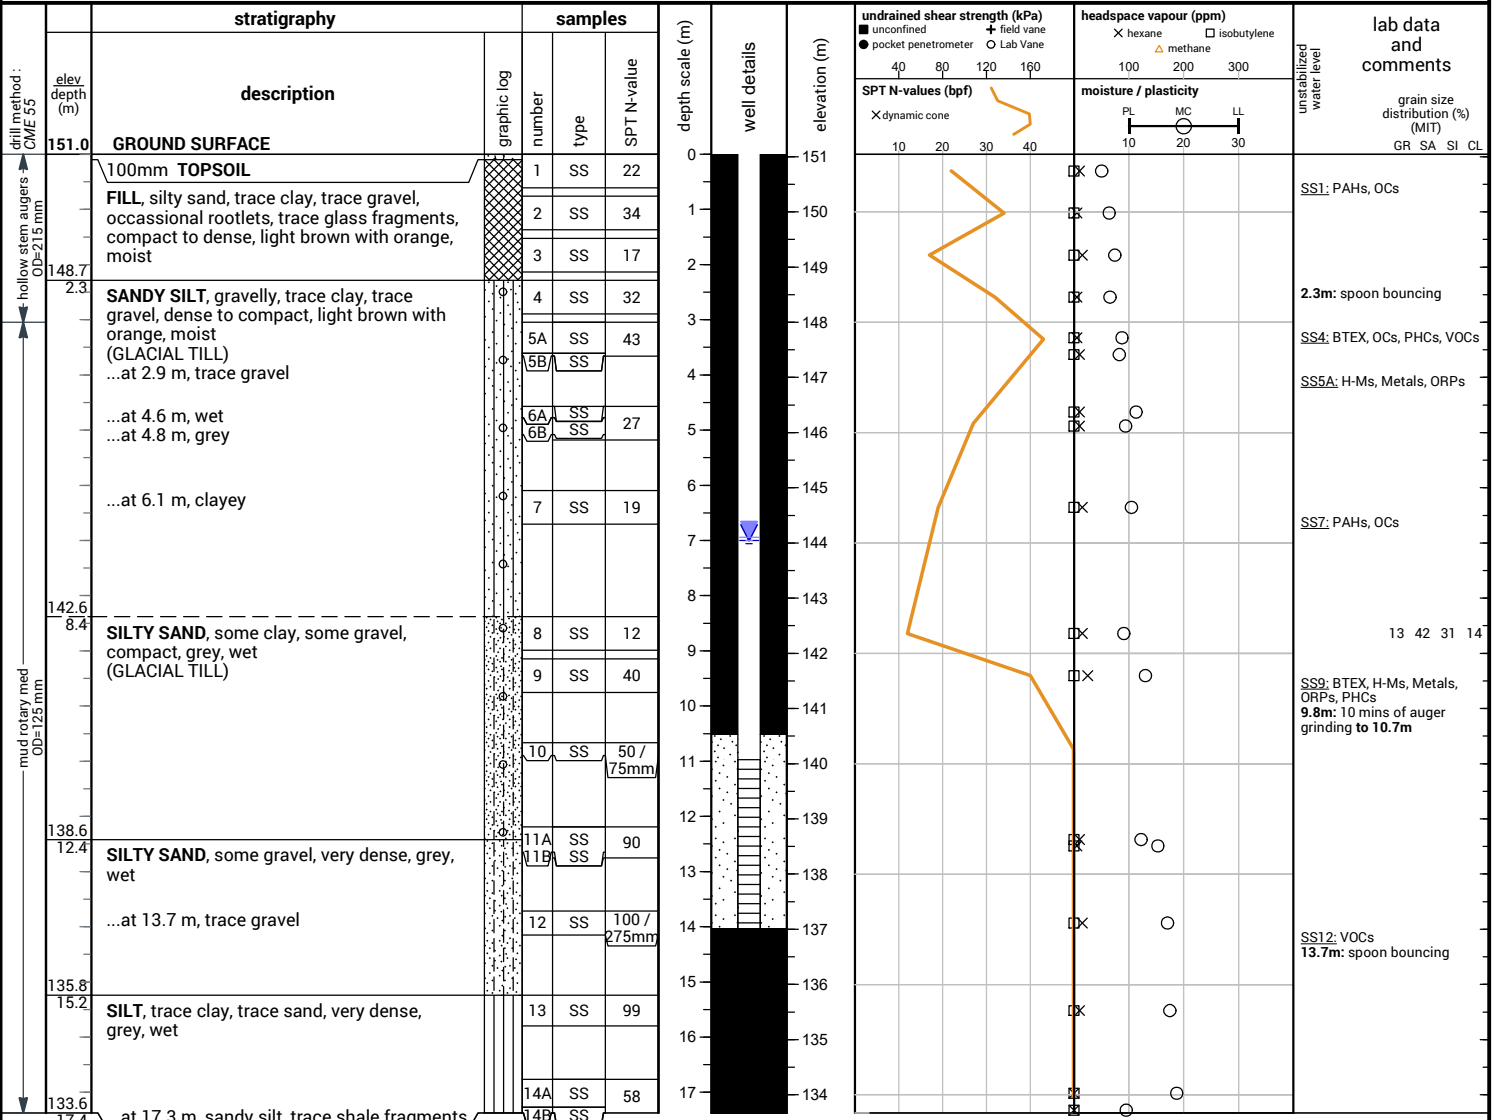 stratigraphy
samples
drill method :
CME 55
elev
depth
(m)
description
graphic log
number
type
SPT N-value
depth scale (m)
well details
elevation (m)
undrained shear strength (kPa)
unconfined
field vane
pocket penetrometer
Lab Vane
40 80 120 160
SPT N-values (bpf)
dynamic cone
10 20 30 40
headspace vapour (ppm)
hexane
isobutylene
methane
100 200 300
moisture / plasticity
PL MC LL
10 20 30
unstabilized
water level
lab data
and
comments
grain size
distribution (%)
(MIT)
GR SA SI CL
151.0 GROUND SURFACE
hollow stem augers
OD=215 mm
mud rotary med
OD=125 mm
100mm TOPSOIL
FILL, silty sand, trace clay, trace gravel,
occassional rootlets, trace glass fragments,
compact to dense, light brown with orange,
moist
148.7
2.3
SANDY SILT, gravelly, trace clay, trace
gravel, dense to compact, light brown with
orange, moist
(GLACIAL TILL)
...at 2.9 m, trace gravel
...at 4.6 m, wet
...at 4.8 m, grey
...at 6.1 m, clayey
142.6
8.4
SILTY SAND, some clay, some gravel,
compact, grey, wet
(GLACIAL TILL)
138.6
12.4
SILTY SAND, some gravel, very dense, grey,
wet
...at 13.7 m, trace gravel
135.8
15.2
SILT, trace clay, trace sand, very dense,
grey, wet
133.6
17.4
...at 17.3 m, sandy silt, trace shale fragments
1 SS 22
2 SS 34
3 SS 17
4 SS 32
5A SS 43
5B SS
6A SS
27
6B SS
7 SS 19
8 SS 12
9 SS 40
10 SS 50 /
75mm
11A SS 90
11B SS
12 SS 100 /
275mm
13 SS 99
14A SS 58
14B SS
0
1
2
3
4
5
6
7
8
9
10
11
12
13
14
15
16
17
151
150
149
148
147
146
145
144
143
142
141
140
139
138
137
136
135
134
SS1: PAHs, OCs
2.3m: spoon bouncing
SS4: BTEX, OCs, PHCs, VOCs
SS5A: H-Ms, Metals, ORPs
SS7: PAHs, OCs
13 42 31 14
SS9: BTEX, H-Ms, Metals,
ORPs, PHCs
9.8m: 10 mins of auger
grinding to 10.7m
SS12: VOCs
13.7m: spoon bouncing